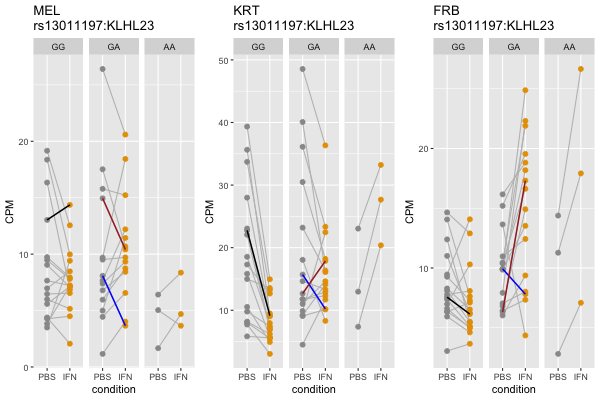 MEL
rs13011197:KLHL23
GG GA AA
CPM
20
10
0
PBS IFN PBS IFN PBS IFN
condition
KRT
rs13011197:KLHL23
GG GA AA
CPM
50
40
30
20
10
PBS IFN PBS IFN PBS IFN
condition
FRB
rs13011197:KLHL23
GG GA AA
CPM
20
10
PBS IFN PBS IFN PBS IFN
condition